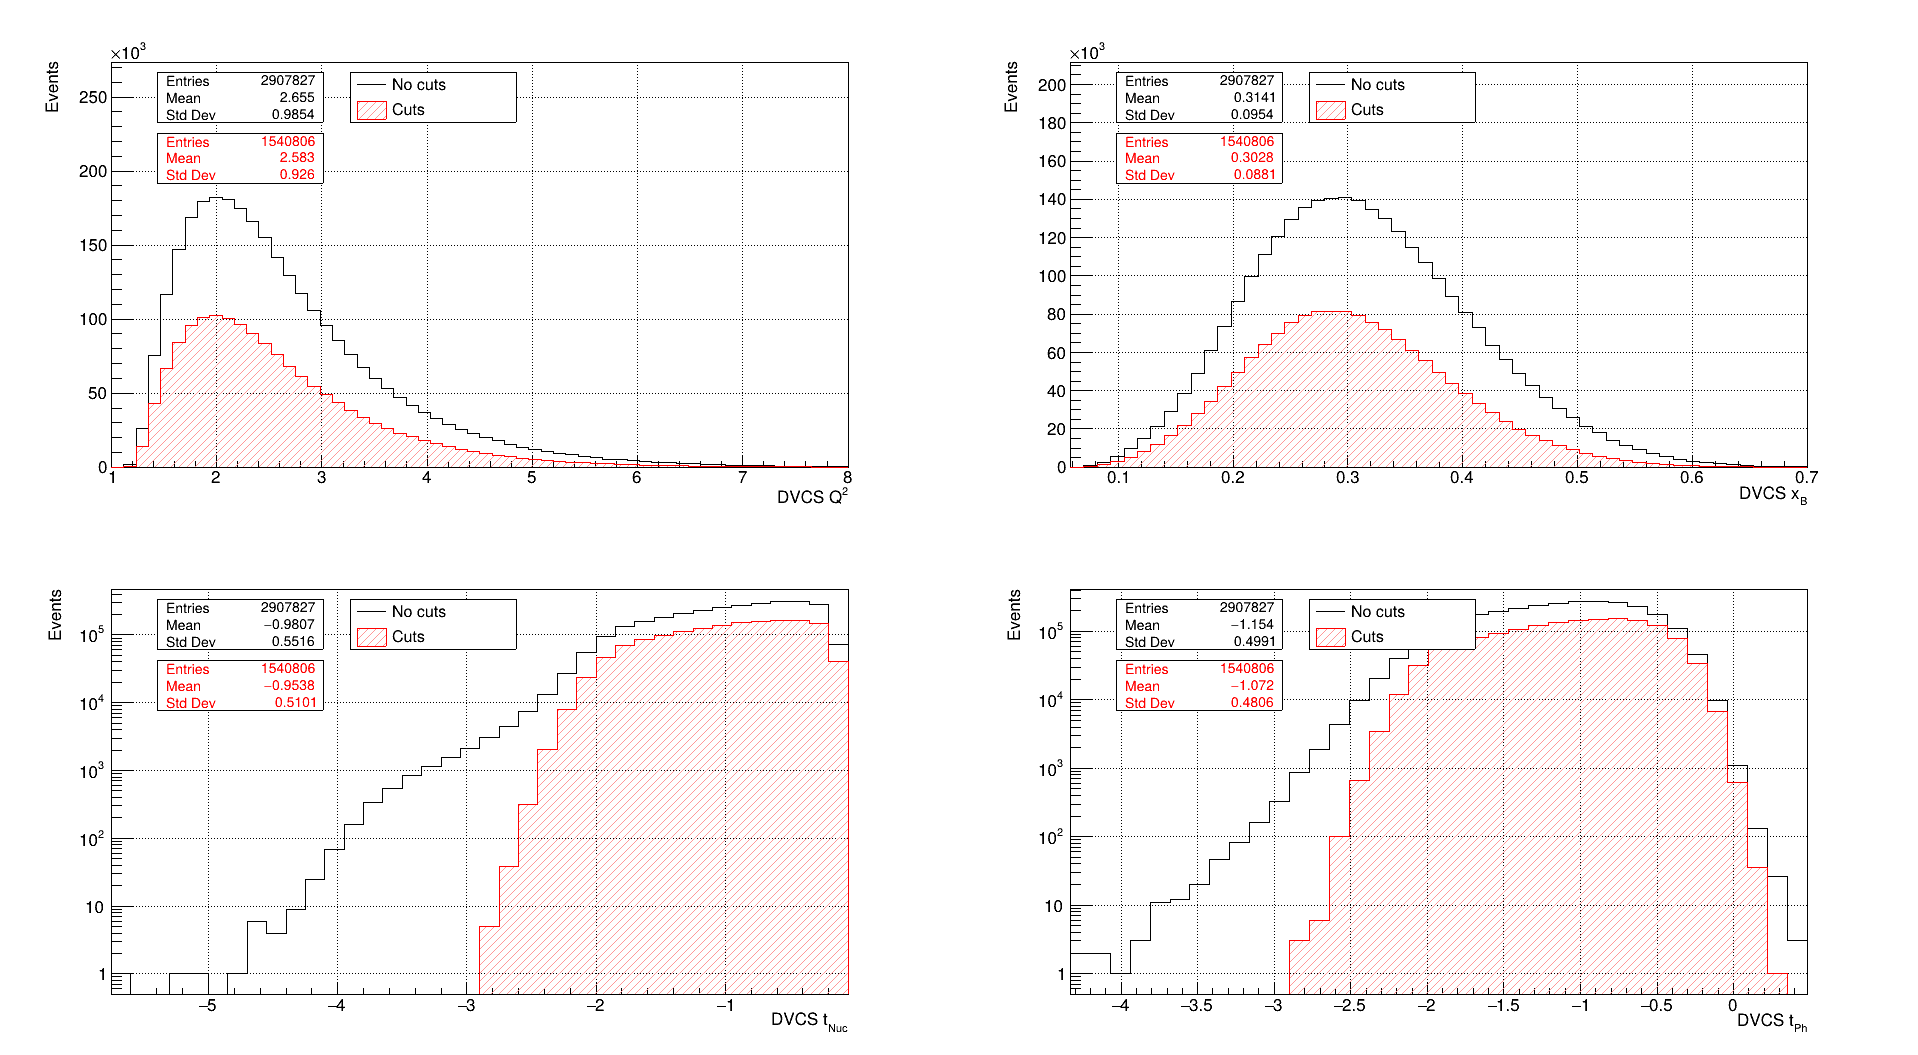 ×10³
Events
Entries 2907827
Mean 2.655
Std Dev 0.9854
Entries 1540806
Mean 2.583
Std Dev 0.926
No cuts
Cuts
250
200
150
100
50
0
1 2 3 4 5 6 7 8
DVCS Q²
×10³
Events
Entries 2907827
Mean 0.3141
Std Dev 0.0954
Entries 1540806
Mean 0.3028
Std Dev 0.0881
No cuts
Cuts
200
180
160
140
120
100
80
60
40
20
0
0.1 0.2 0.3 0.4 0.5 0.6 0.7
DVCS x_B
Events
Entries 2907827
Mean −0.9807
Std Dev 0.5516
Entries 1540806
Mean −0.9538
Std Dev 0.5101
No cuts
Cuts
10⁵
10⁴
10³
10²
10
1
−5 −4 −3 −2 −1
DVCS t_Nuc
Events
Entries 2907827
Mean −1.154
Std Dev 0.4991
Entries 1540806
Mean −1.072
Std Dev 0.4806
No cuts
Cuts
10⁵
10⁴
10³
10²
10
1
−4 −3.5 −3 −2.5 −2 −1.5 −1 −0.5 0
DVCS t_Ph